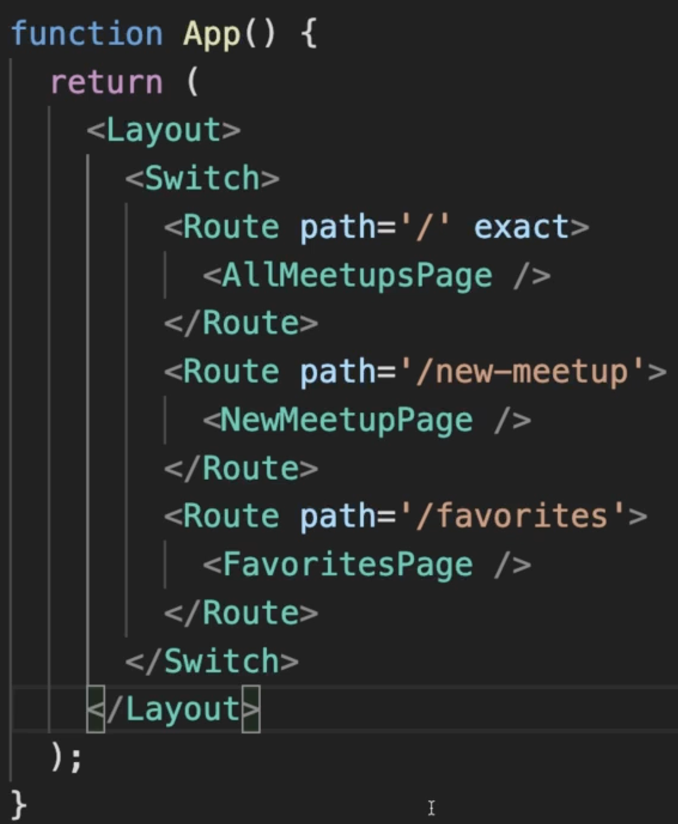 function App() {
  return (
    <Layout>
      <Switch>
        <Route path='/' exact>
          <AllMeetupsPage />
        </Route>
        <Route path='/new-meetup'>
          <NewMeetupPage />
        </Route>
        <Route path='/favorites'>
          <FavoritesPage />
        </Route>
      </Switch>
    </Layout>
  );
}